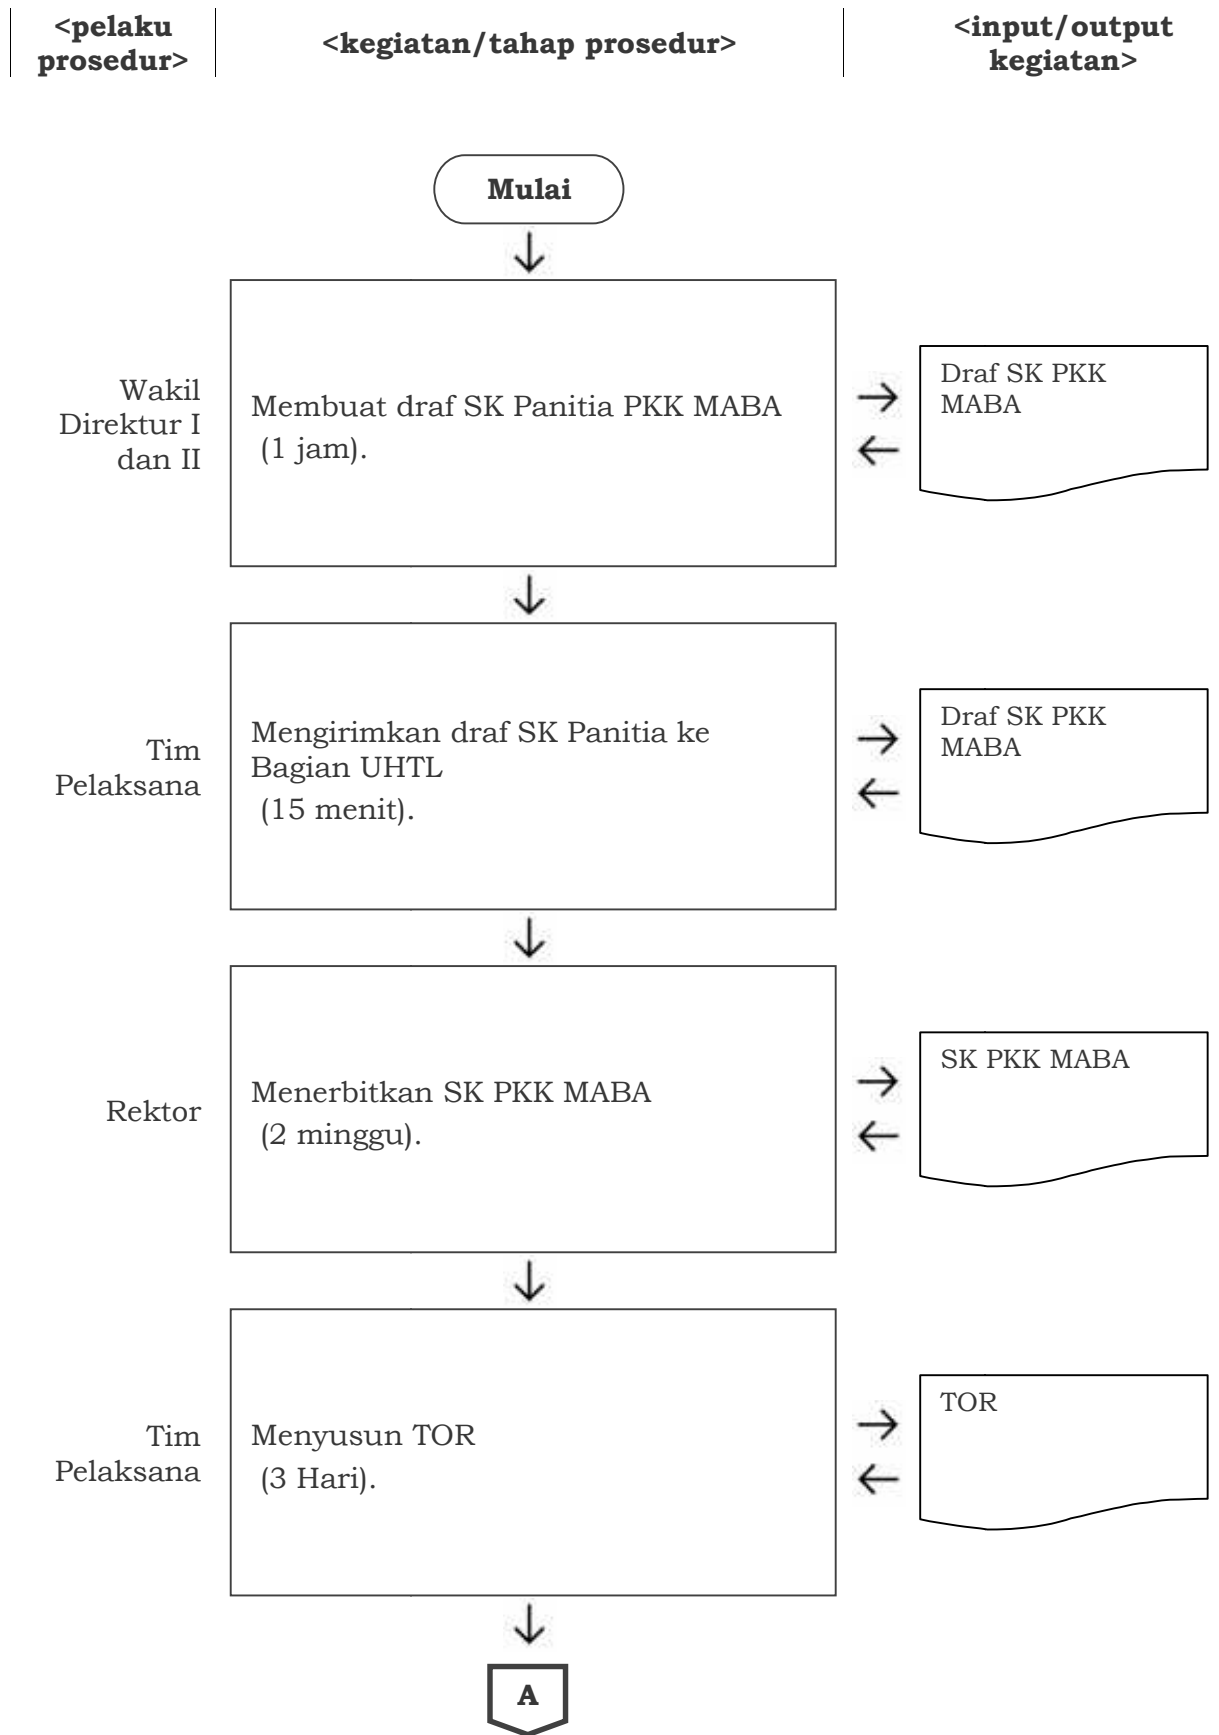 <pelaku
prosedur>
<kegiatan/tahap prosedur>
<input/output
kegiatan>
Mulai
Wakil
Direktur I
dan II
Membuat draf SK Panitia PKK MABA
(1 jam).
Draf SK PKK
MABA
Tim
Pelaksana
Mengirimkan draf SK Panitia ke
Bagian UHTL
(15 menit).
Draf SK PKK
MABA
Rektor
Menerbitkan SK PKK MABA
(2 minggu).
SK PKK MABA
Tim
Pelaksana
Menyusun TOR
(3 Hari).
TOR
A